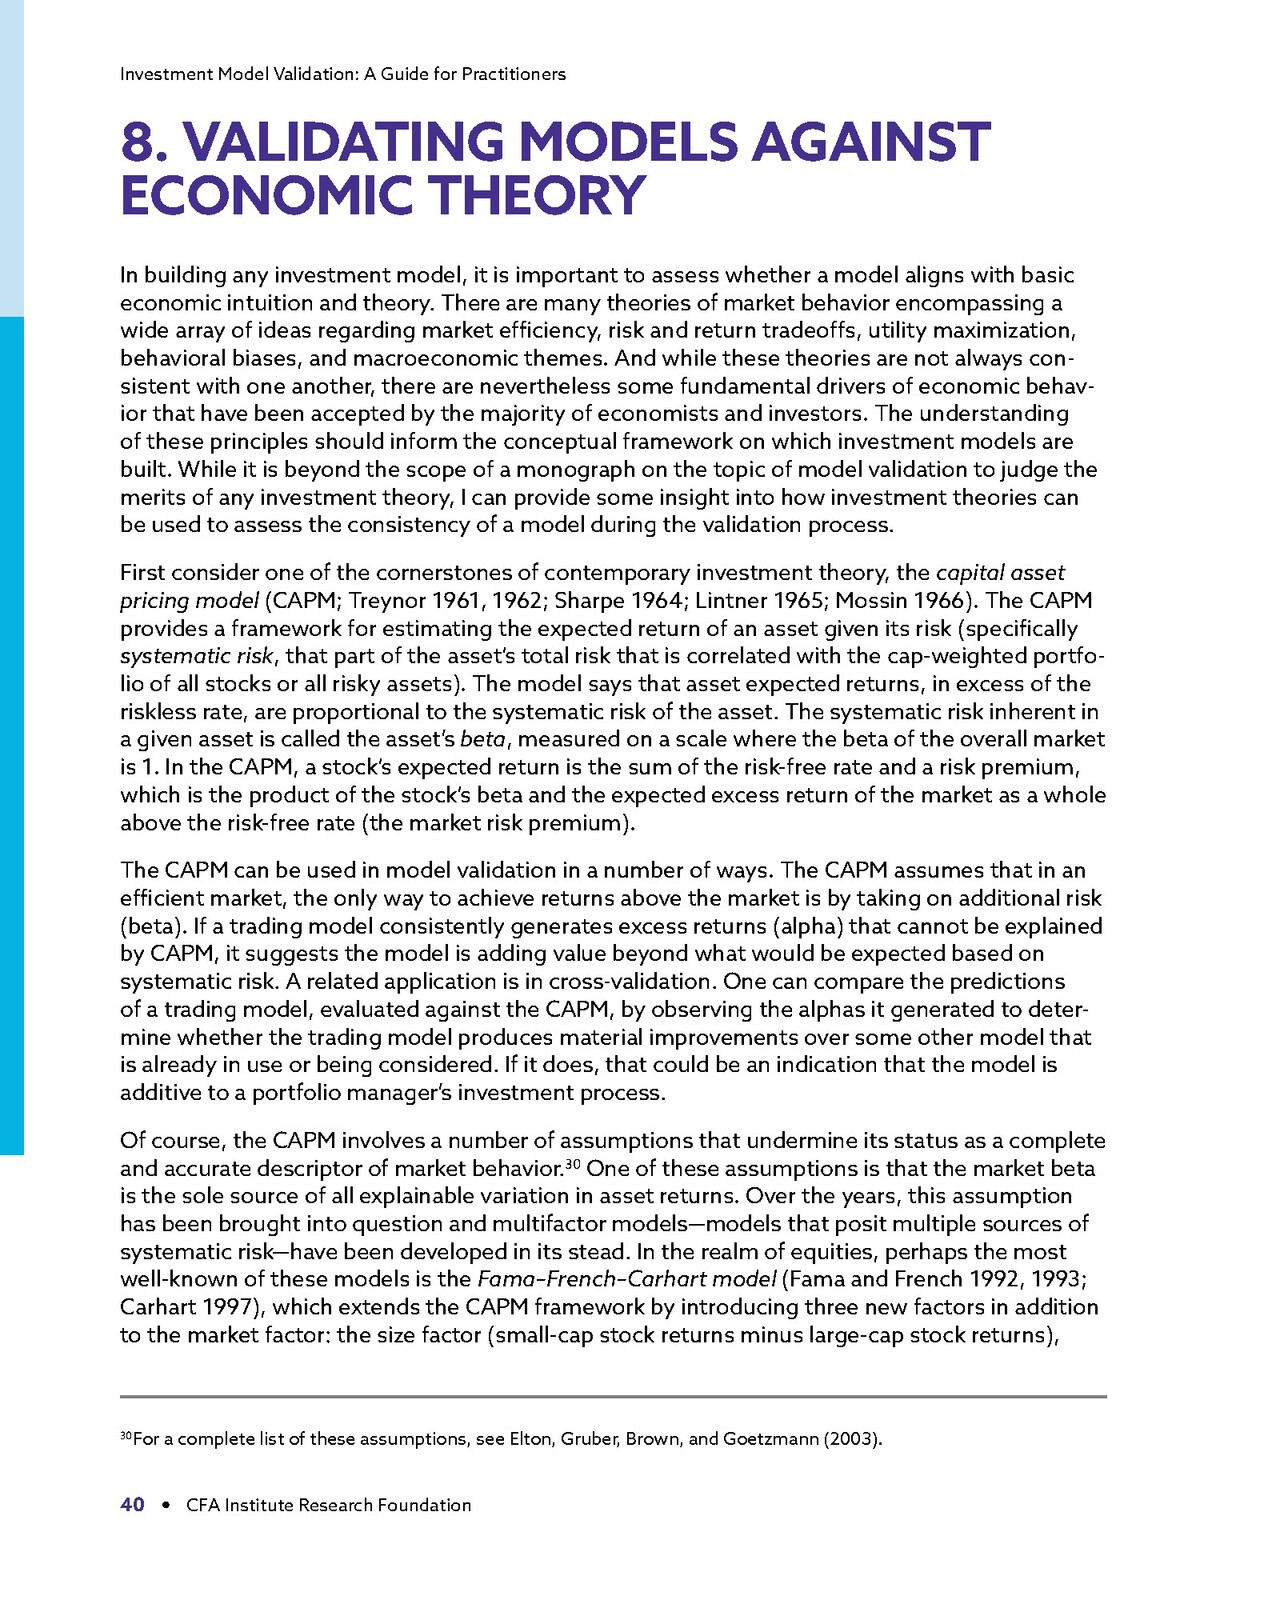 Investment Model Validation: A Guide for Practitioners
8. VALIDATING MODELS AGAINST
ECONOMIC THEORY
In building any investment model, it is important to assess whether a model aligns with basic
economic intuition and theory. There are many theories of market behavior encompassing a
wide array of ideas regarding market efficiency, risk and return tradeoffs, utility maximization,
behavioral biases, and macroeconomic themes. And while these theories are not always con-
sistent with one another, there are nevertheless some fundamental drivers of economic behav-
ior that have been accepted by the majority of economists and investors. The understanding
of these principles should inform the conceptual framework on which investment models are
built. While it is beyond the scope of a monograph on the topic of model validation to judge the
merits of any investment theory, I can provide some insight into how investment theories can
be used to assess the consistency of a model during the validation process.
First consider one of the cornerstones of contemporary investment theory, the capital asset
pricing model (CAPM; Treynor 1961, 1962; Sharpe 1964; Lintner 1965; Mossin 1966). The CAPM
provides a framework for estimating the expected return of an asset given its risk (specifically
systematic risk, that part of the asset's total risk that is correlated with the cap-weighted portfo-
lio of all stocks or all risky assets). The model says that asset expected returns, in excess of the
riskless rate, are proportional to the systematic risk of the asset. The systematic risk inherent in
a given asset is called the asset's beta, measured on a scale where the beta of the overall market
is 1. In the CAPM, a stock's expected return is the sum of the risk-free rate and a risk premium,
which is the product of the stock's beta and the expected excess return of the market as a whole
above the risk-free rate (the market risk premium).
The CAPM can be used in model validation in a number of ways. The CAPM assumes that in an
efficient market, the only way to achieve returns above the market is by taking on additional risk
(beta). If a trading model consistently generates excess returns (alpha) that cannot be explained
by CAPM, it suggests the model is adding value beyond what would be expected based on
systematic risk. A related application is in cross-validation. One can compare the predictions
of a trading model, evaluated against the CAPM, by observing the alphas it generated to deter-
mine whether the trading model produces material improvements over some other model that
is already in use or being considered. If it does, that could be an indication that the model is
additive to a portfolio manager's investment process.
Of course, the CAPM involves a number of assumptions that undermine its status as a complete
and accurate descriptor of market behavior.30 One of these assumptions is that the market beta
is the sole source of all explainable variation in asset returns. Over the years, this assumption
has been brought into question and multifactor models—models that posit multiple sources of
systematic risk—have been developed in its stead. In the realm of equities, perhaps the most
well-known of these models is the Fama–French–Carhart model (Fama and French 1992, 1993;
Carhart 1997), which extends the CAPM framework by introducing three new factors in addition
to the market factor: the size factor (small-cap stock returns minus large-cap stock returns),
30For a complete list of these assumptions, see Elton, Gruber, Brown, and Goetzmann (2003).
40 • CFA Institute Research Foundation